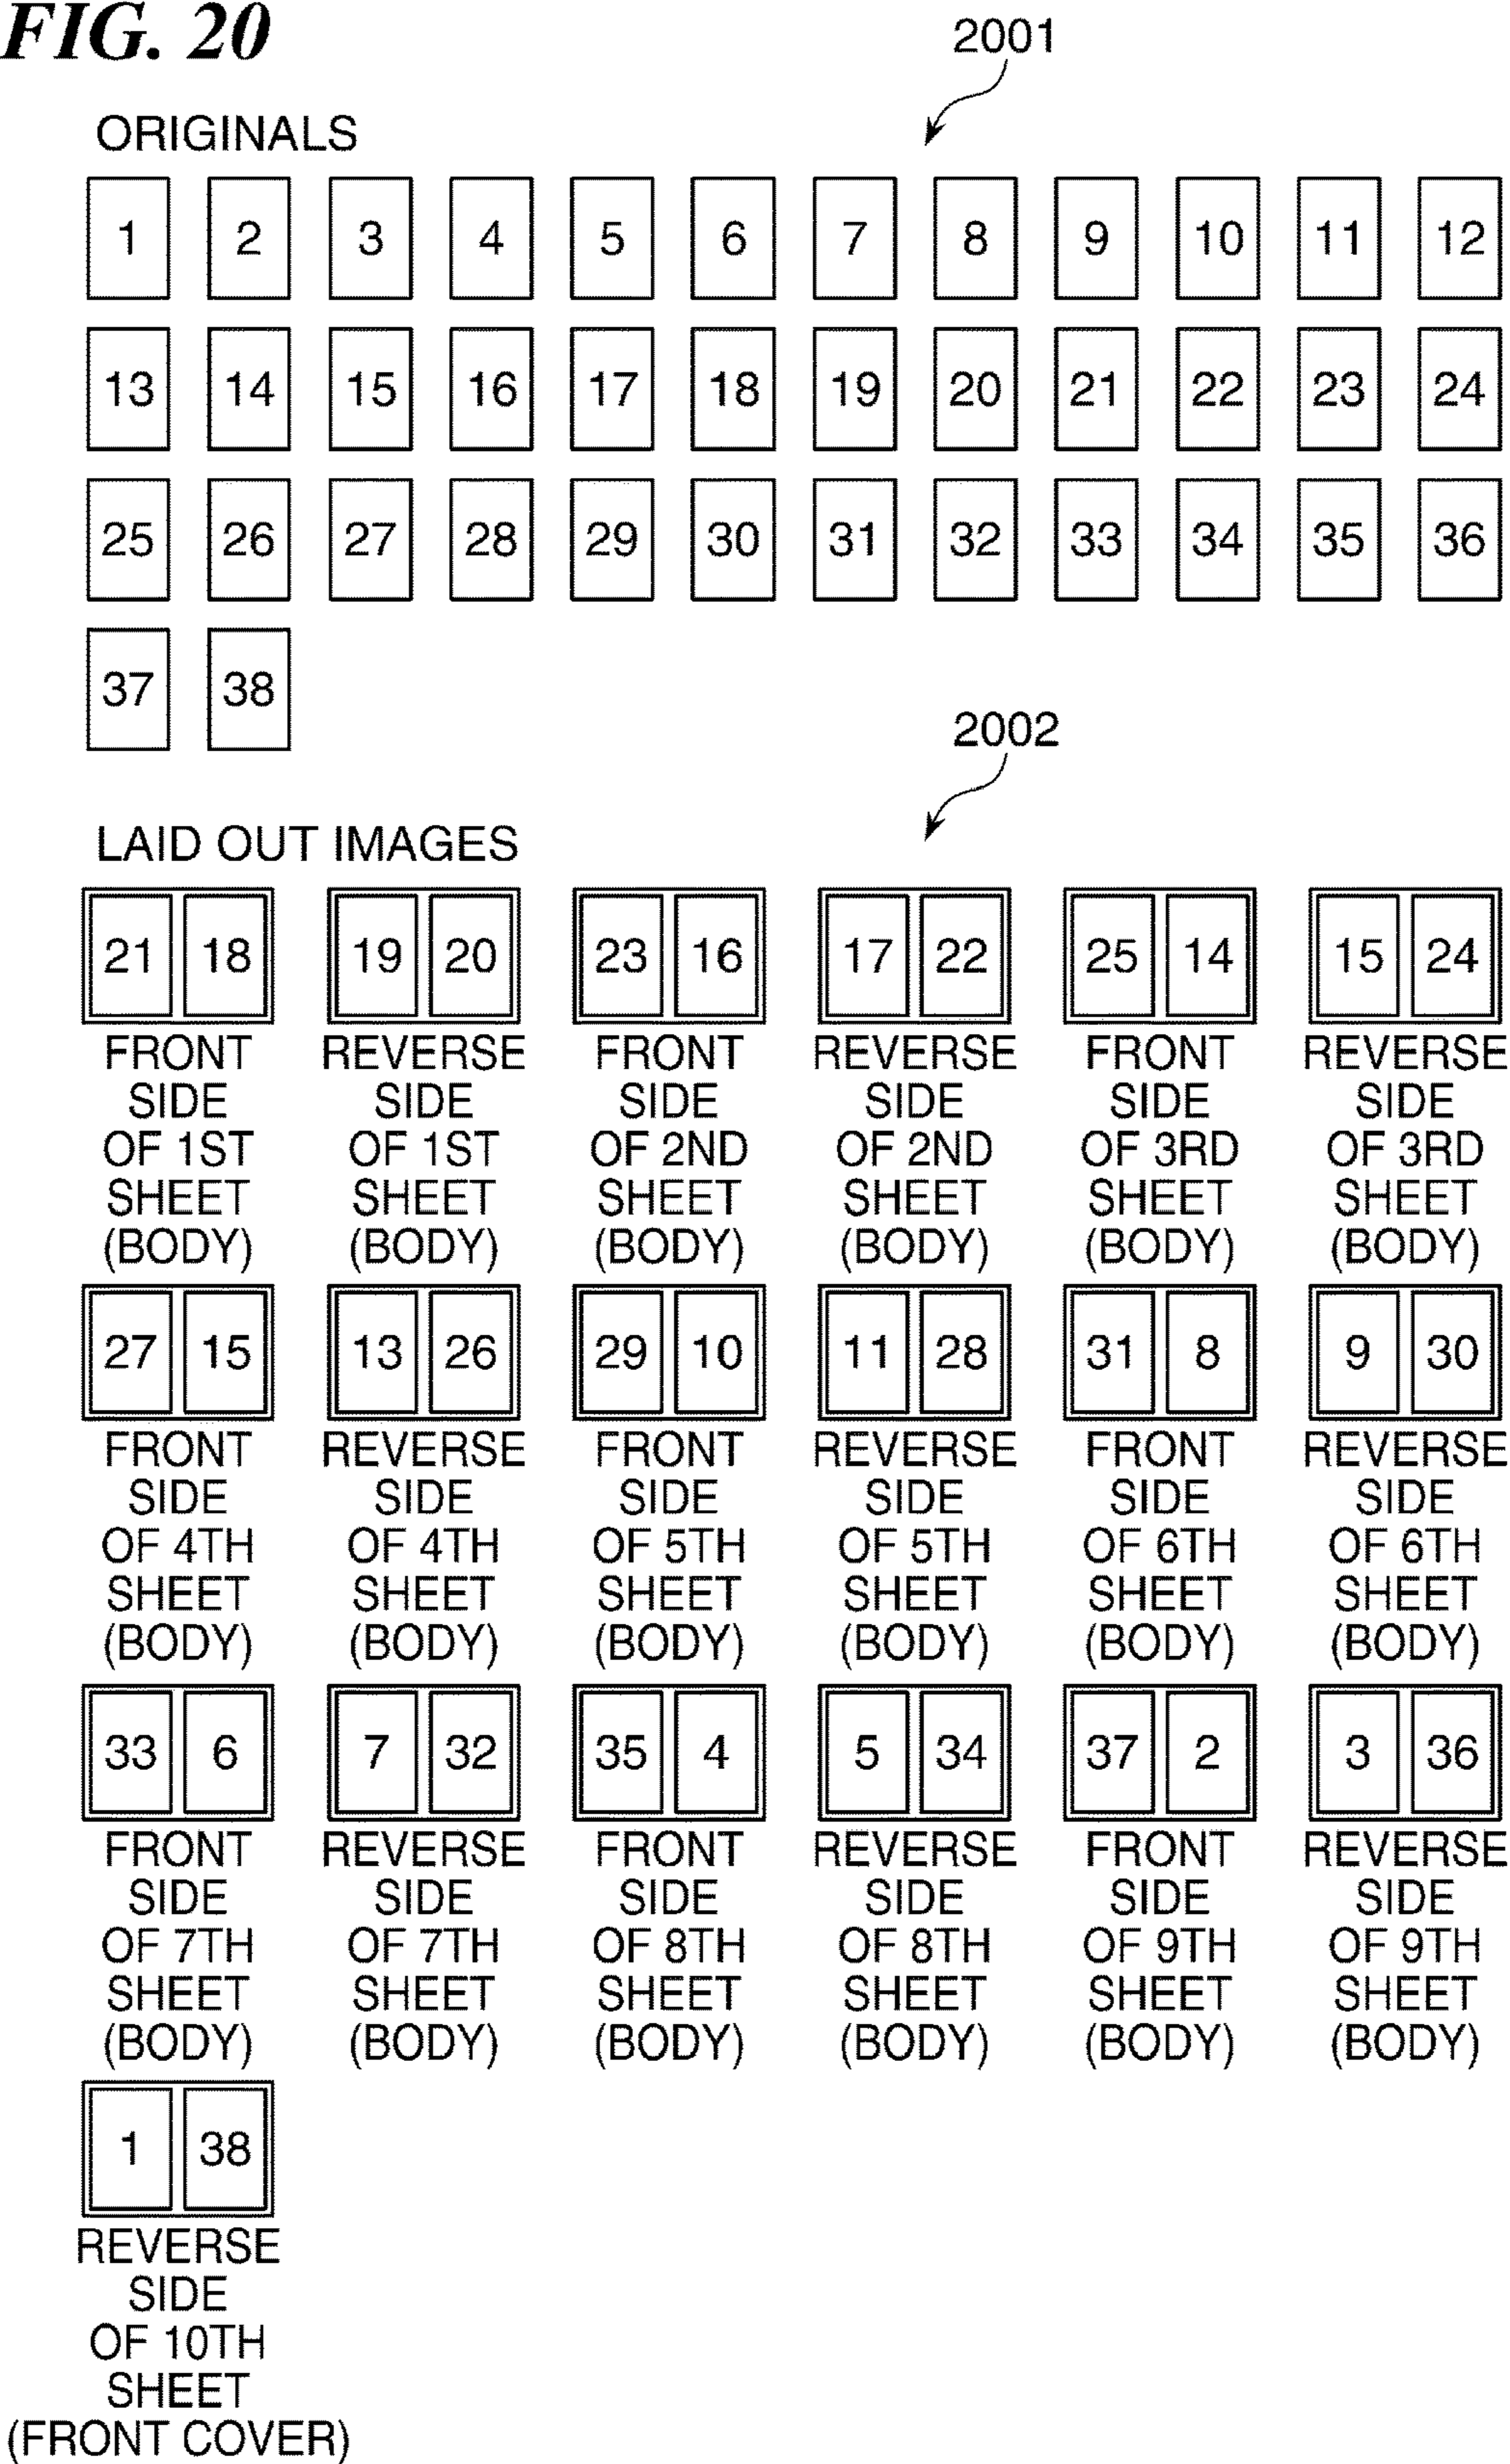 FIG. 20
2001
ORIGINALS
1 2 3 4 5 6 7 8 9 10 11 12
13 14 15 16 17 18 19 20 21 22 23 24
25 26 27 28 29 30 31 32 33 34 35 36
37 38
2002
LAID OUT IMAGES
21 18 19 20 23 16 17 22 25 14 15 24
FRONT REVERSE FRONT REVERSE FRONT REVERSE
SIDE SIDE SIDE SIDE SIDE SIDE
OF 1ST OF 1ST OF 2ND OF 2ND OF 3RD OF 3RD
SHEET SHEET SHEET SHEET SHEET SHEET
(BODY) (BODY) (BODY) (BODY) (BODY) (BODY)
27 15 13 26 29 10 11 28 31 8 9 30
FRONT REVERSE FRONT REVERSE FRONT REVERSE
SIDE SIDE SIDE SIDE SIDE SIDE
OF 4TH OF 4TH OF 5TH OF 5TH OF 6TH OF 6TH
SHEET SHEET SHEET SHEET SHEET SHEET
(BODY) (BODY) (BODY) (BODY) (BODY) (BODY)
33 6 7 32 35 4 5 34 37 2 3 36
FRONT REVERSE FRONT REVERSE FRONT REVERSE
SIDE SIDE SIDE SIDE SIDE SIDE
OF 7TH OF 7TH OF 8TH OF 8TH OF 9TH OF 9TH
SHEET SHEET SHEET SHEET SHEET SHEET
(BODY) (BODY) (BODY) (BODY) (BODY) (BODY)
1 38
REVERSE
SIDE
OF 10TH
SHEET
(FRONT COVER)